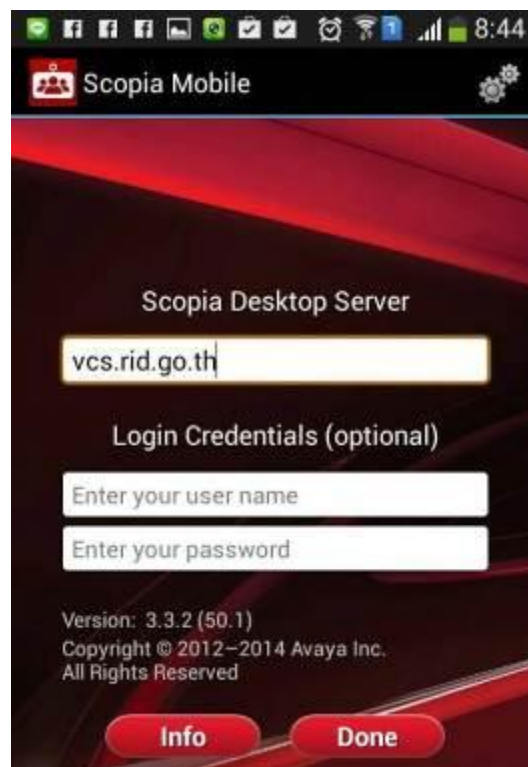 8:44
Scopia Mobile
Scopia Desktop Server
vcs.rid.go.th
Login Credentials (optional)
Enter your user name
Enter your password
Version: 3.3.2 (50.1)
Copyright © 2012–2014 Avaya Inc.
All Rights Reserved
Info Done